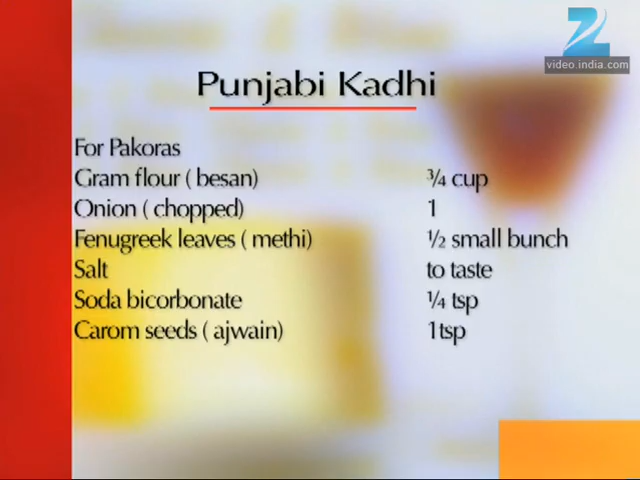 Z
video.india.com
Punjabi Kadhi
For Pakoras
Gram flour ( besan) ¾ cup
Onion ( chopped) 1
Fenugreek leaves ( methi) ½ small bunch
Salt to taste
Soda bicorbonate ¼ tsp
Carom seeds ( ajwain) 1tsp